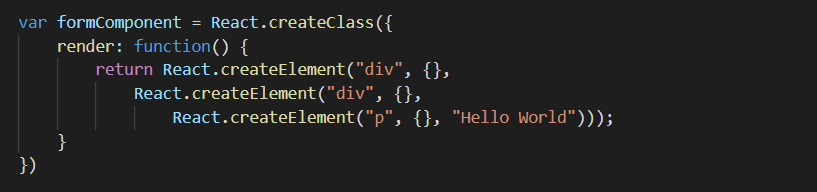 var formComponent = React.createClass({
    render: function() {
        return React.createElement("div", {},
            React.createElement("div", {},
                React.createElement("p", {}, "Hello World")));
    }
})